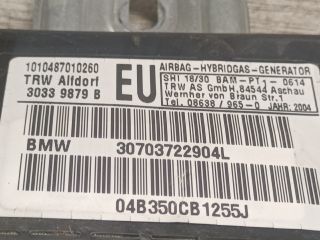 1010487010260
TRW Alfdorf
3033 9879 B
EU
AIRBAG-HYBRIDGAS-GENERATOR
SHI 18/30 BAM-PT1-0614
TRW AS GmbH, 84544 Aschau
Wernher von Braun Str.1
Tel. 08638 / 965-0 JAHR: 2004
BMW 30703722904L
04B350CB1255J